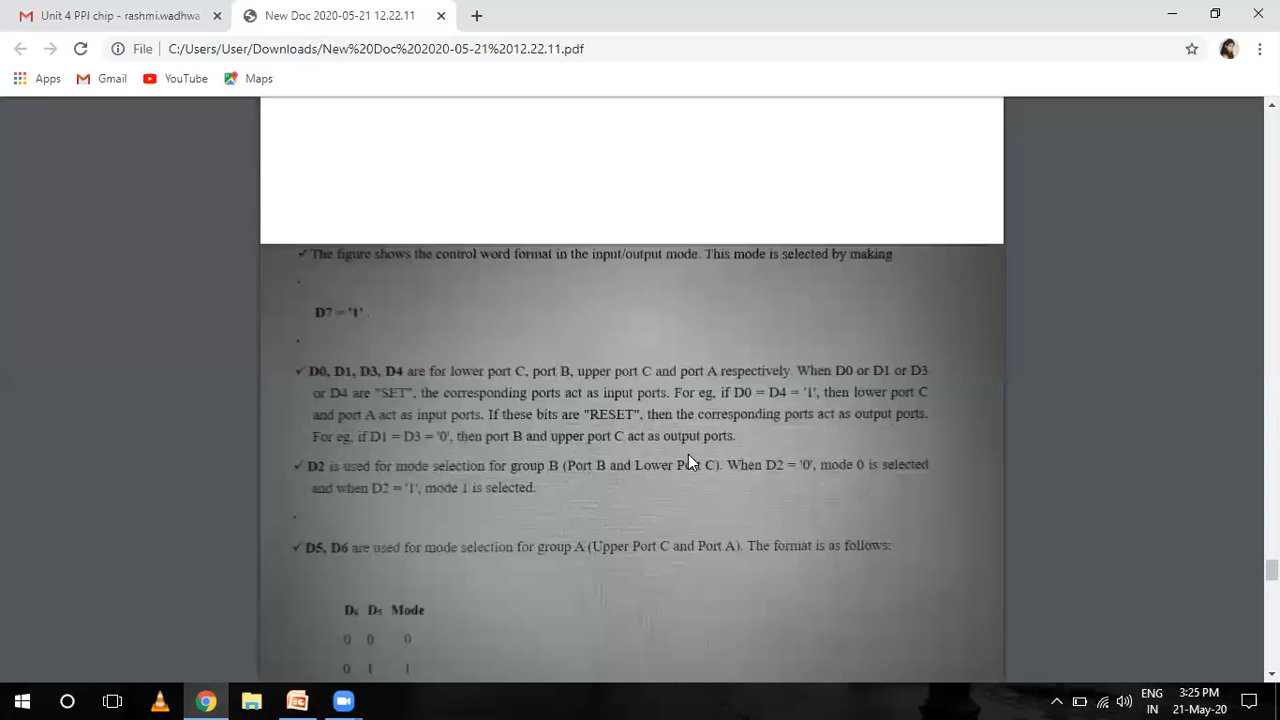 Unit 4 PPI chip - rashmi.wadhwa
New Doc 2020-05-21 12.22.11
File
C:/Users/User/Downloads/New%20Doc%202020-05-21%2012.22.11.pdf
Apps
Gmail
YouTube
Maps
✓ The figure shows the control word format in the input/output mode. This mode is selected by making
D7 = '1' .
✓ D0, D1, D3, D4 are for lower port C, port B, upper port C and port A respectively. When D0 or D1 or D3
or D4 are "SET", the corresponding ports act as input ports. For eg, if D0 = D4 = '1', then lower port C
and port A act as input ports. If these bits are "RESET", then the corresponding ports act as output ports.
For eg, if D1 = D3 = '0', then port B and upper port C act as output ports.
✓ D2 is used for mode selection for group B (Port B and Lower Port C). When D2 = '0', mode 0 is selected
and when D2 = '1', mode 1 is selected.
✓ D5, D6 are used for mode selection for group A (Upper Port C and Port A). The format is as follows:
D6 D5 Mode
0 0 0
0 1 1
ENG
IN
3:25 PM
21-May-20